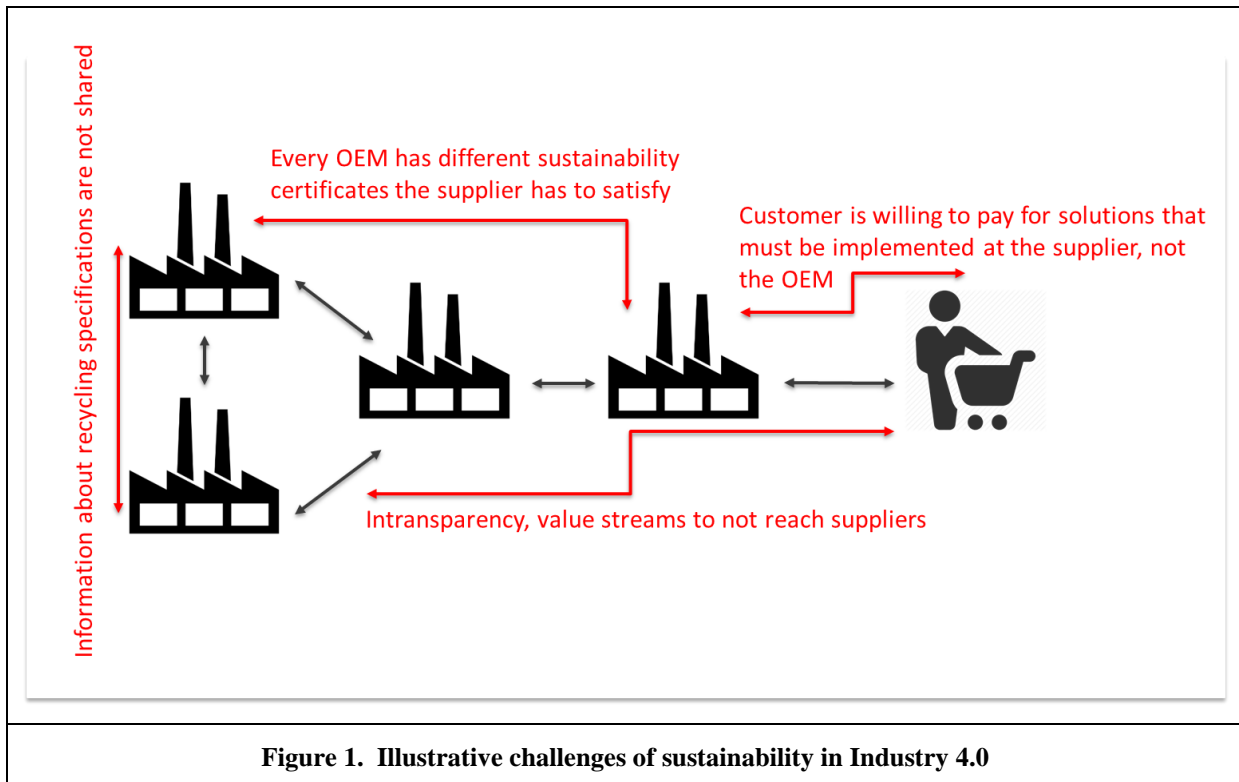 Information about recycling specifications are not shared
Every OEM has different sustainability
certificates the supplier has to satisfy
Customer is willing to pay for solutions that
must be implemented at the supplier, not
the OEM
Intransparency, value streams to not reach suppliers
Figure 1. Illustrative challenges of sustainability in Industry 4.0